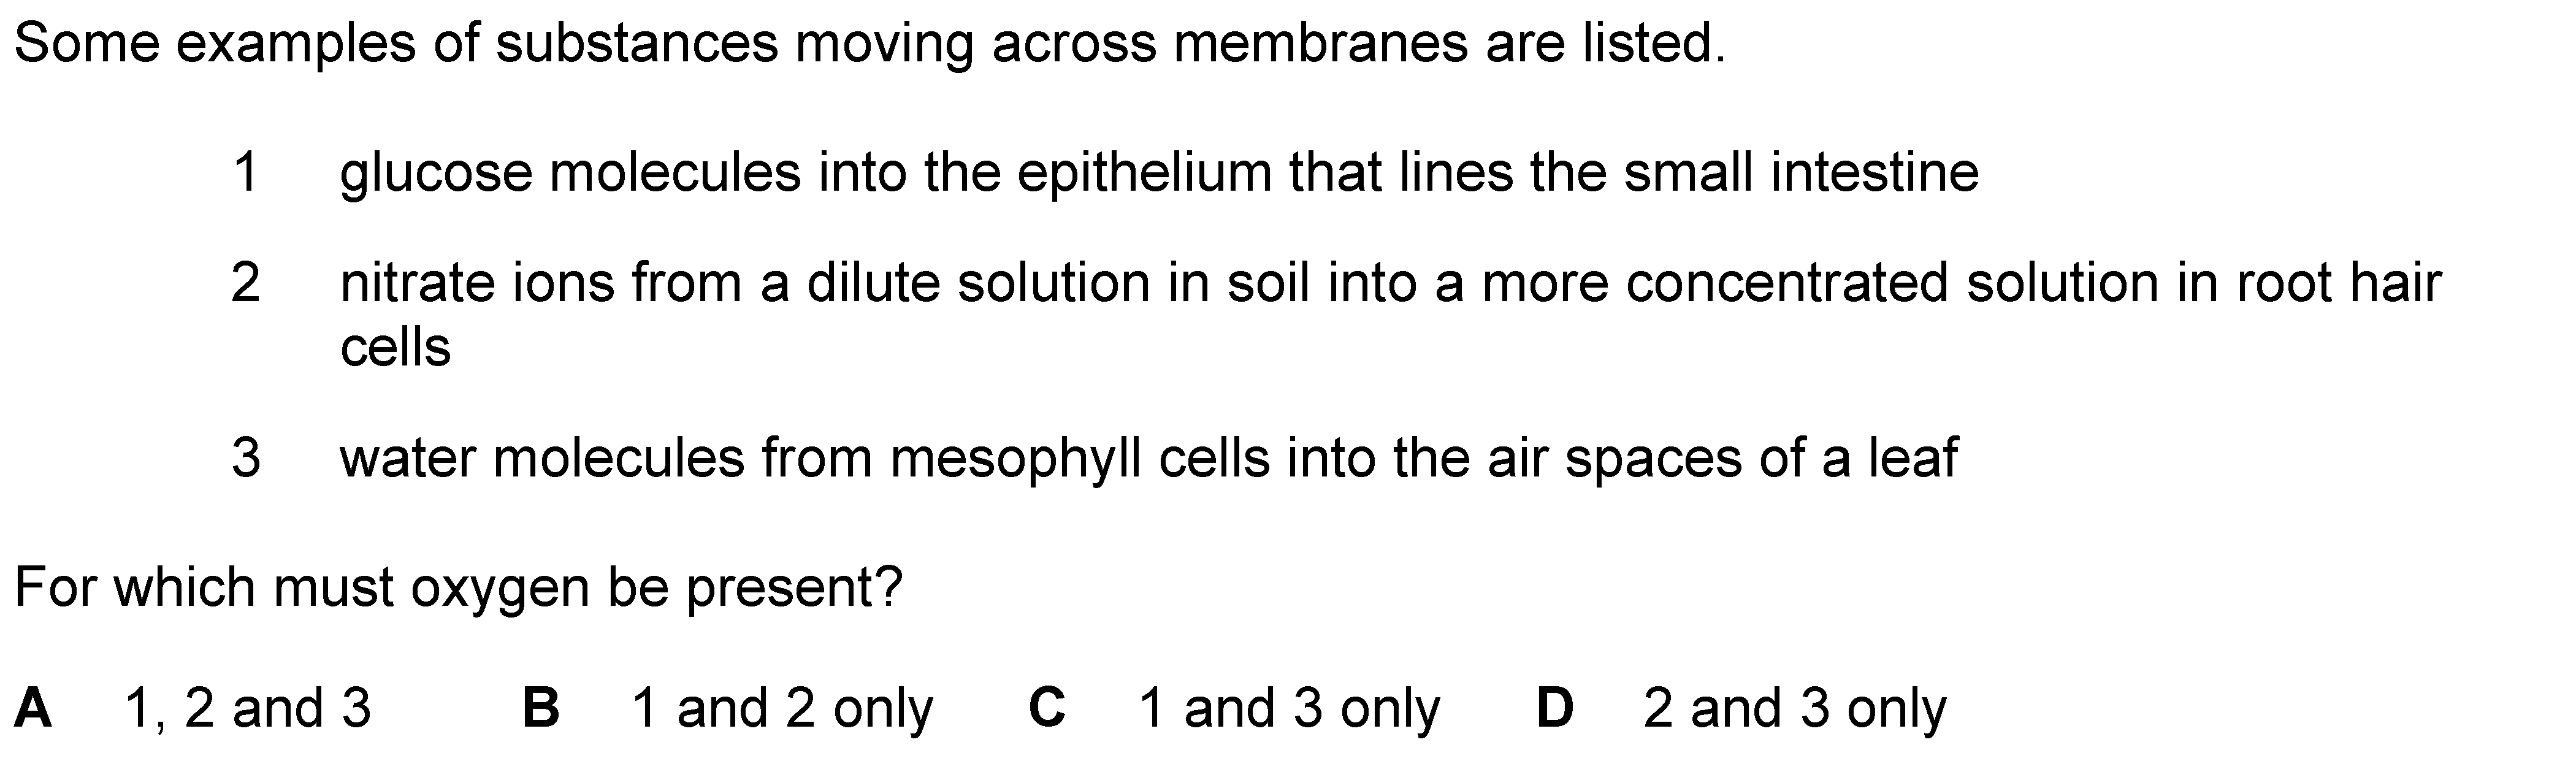 Some examples of substances moving across membranes are listed.
1 glucose molecules into the epithelium that lines the small intestine
2 nitrate ions from a dilute solution in soil into a more concentrated solution in root hair
cells
3 water molecules from mesophyll cells into the air spaces of a leaf
For which must oxygen be present?
A 1, 2 and 3 B 1 and 2 only C 1 and 3 only D 2 and 3 only